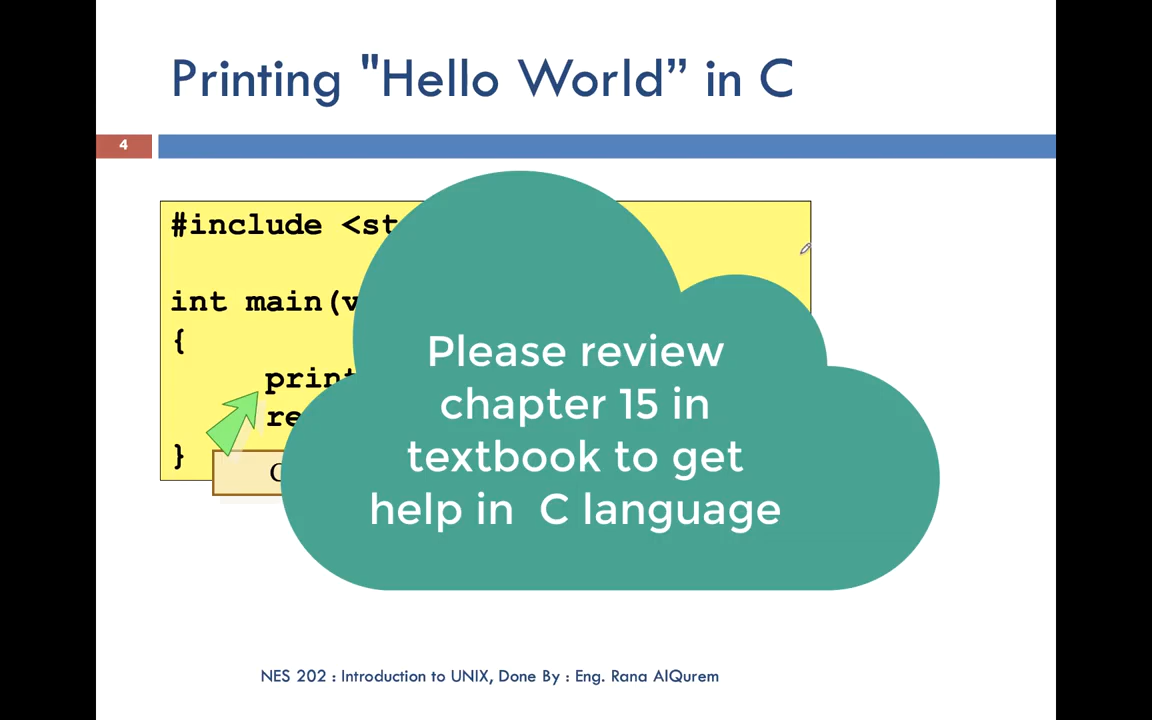 Printing "Hello World” in C
4
#include <st
int main(v
{
print
re
}
C
Please review
chapter 15 in
textbook to get
help in C language
NES 202 : Introduction to UNIX, Done By : Eng. Rana AlQurem